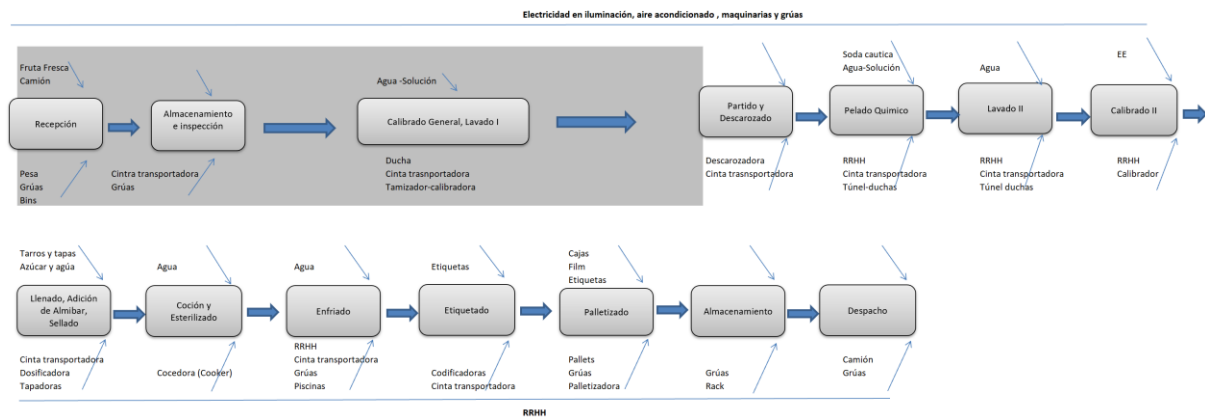 Electricidad en iluminación, aire acondicionado , maquinarias y grúas
Fruta Fresca
Camión
Recepción
Pesa
Grúas
Bins
Almacenamiento
e inspección
Cintra transportadora
Grúas
Agua -Solución
Calibrado General, Lavado I
Ducha
Cinta trasnportadora
Tamizador-calibradora
Partido y
Descarozado
Descarozadora
Cinta trasnportadora
Soda cautica
Agua-Solución
Pelado Quimico
RRHH
Cinta transportadora
Túnel-duchas
Agua
Lavado II
RRHH
Cinta transportadora
Túnel duchas
EE
Calibrado II
RRHH
Calibrador
Tarros y tapas
Azúcar y agúa
Llenado, Adición
de Almibar,
Sellado
Cinta transportadora
Dosificadora
Tapadoras
Agua
Coción y
Esterilizado
Cocedora (Cooker)
Agua
Enfriado
RRHH
Cinta transportadora
Grúas
Piscinas
Etiquetas
Etiquetado
Codificadoras
Cinta transportadora
Cajas
Film
Etiquetas
Palletizado
Pallets
Grúas
Palletizadora
Almacenamiento
Grúas
Rack
Despacho
Camión
Grúas
RRHH